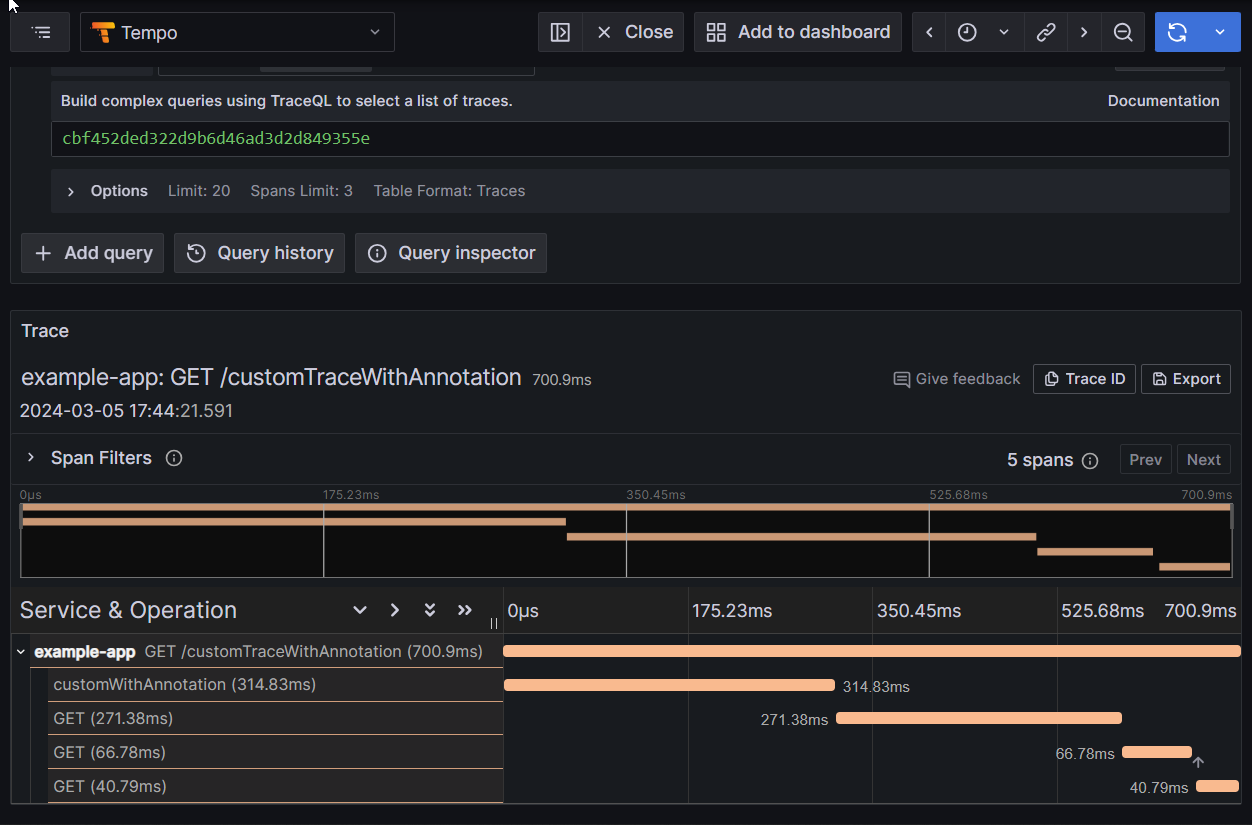 Tempo Close Add to dashboard
Build complex queries using TraceQL to select a list of traces. Documentation
cbf452ded322d9b6d46ad3d2d849355e
Options Limit: 20 Spans Limit: 3 Table Format: Traces
Add query Query history Query inspector
Trace
example-app: GET /customTraceWithAnnotation 700.9ms Give feedback Trace ID Export
2024-03-05 17:44:21.591
Span Filters 5 spans Prev Next
0μs 175.23ms 350.45ms 525.68ms 700.9ms
Service & Operation 0μs 175.23ms 350.45ms 525.68ms 700.9ms
example-app GET /customTraceWithAnnotation (700.9ms)
customWithAnnotation (314.83ms) 314.83ms
GET (271.38ms) 271.38ms
GET (66.78ms) 66.78ms
GET (40.79ms) 40.79ms